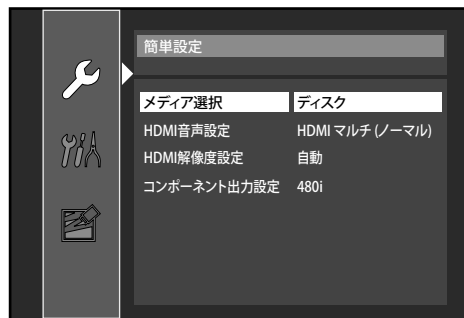 簡単設定
メディア選択 ディスク
HDMI音声設定 HDMI マルチ (ノーマル)
HDMI解像度設定 自動
コンポーネント出力設定 480i